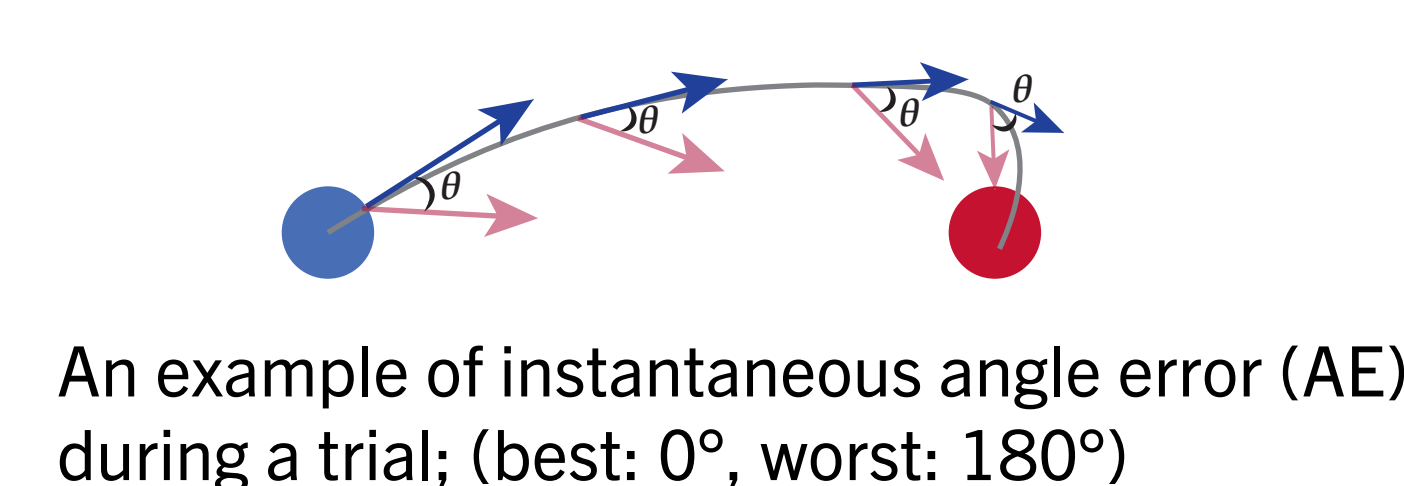 θ
θ
θ
θ
An example of instantaneous angle error (AE)
during a trial; (best: 0°, worst: 180°)